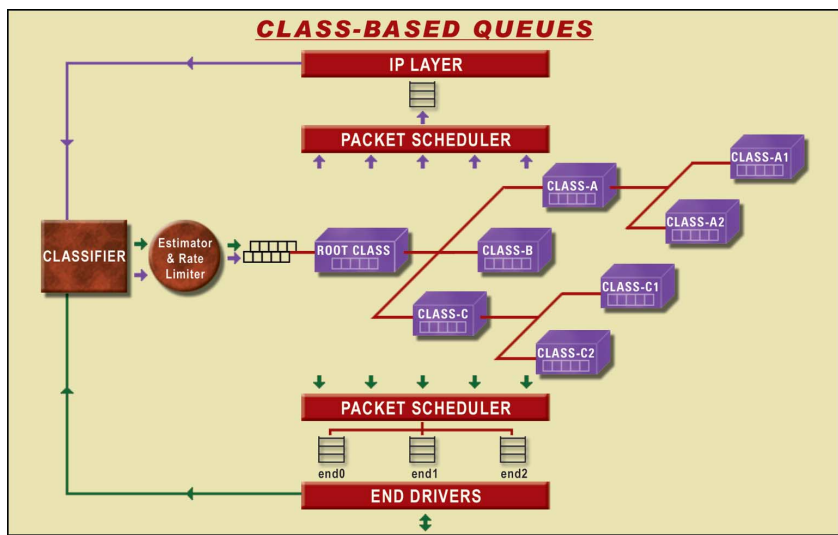 CLASS-BASED QUEUES
IP LAYER
PACKET SCHEDULER
CLASS-A1
CLASS-A
CLASS-A2
CLASSIFIER
Estimator
& Rate
Limiter
ROOT CLASS
CLASS-B
CLASS-C1
CLASS-C
CLASS-C2
PACKET SCHEDULER
end0
end1
end2
END DRIVERS